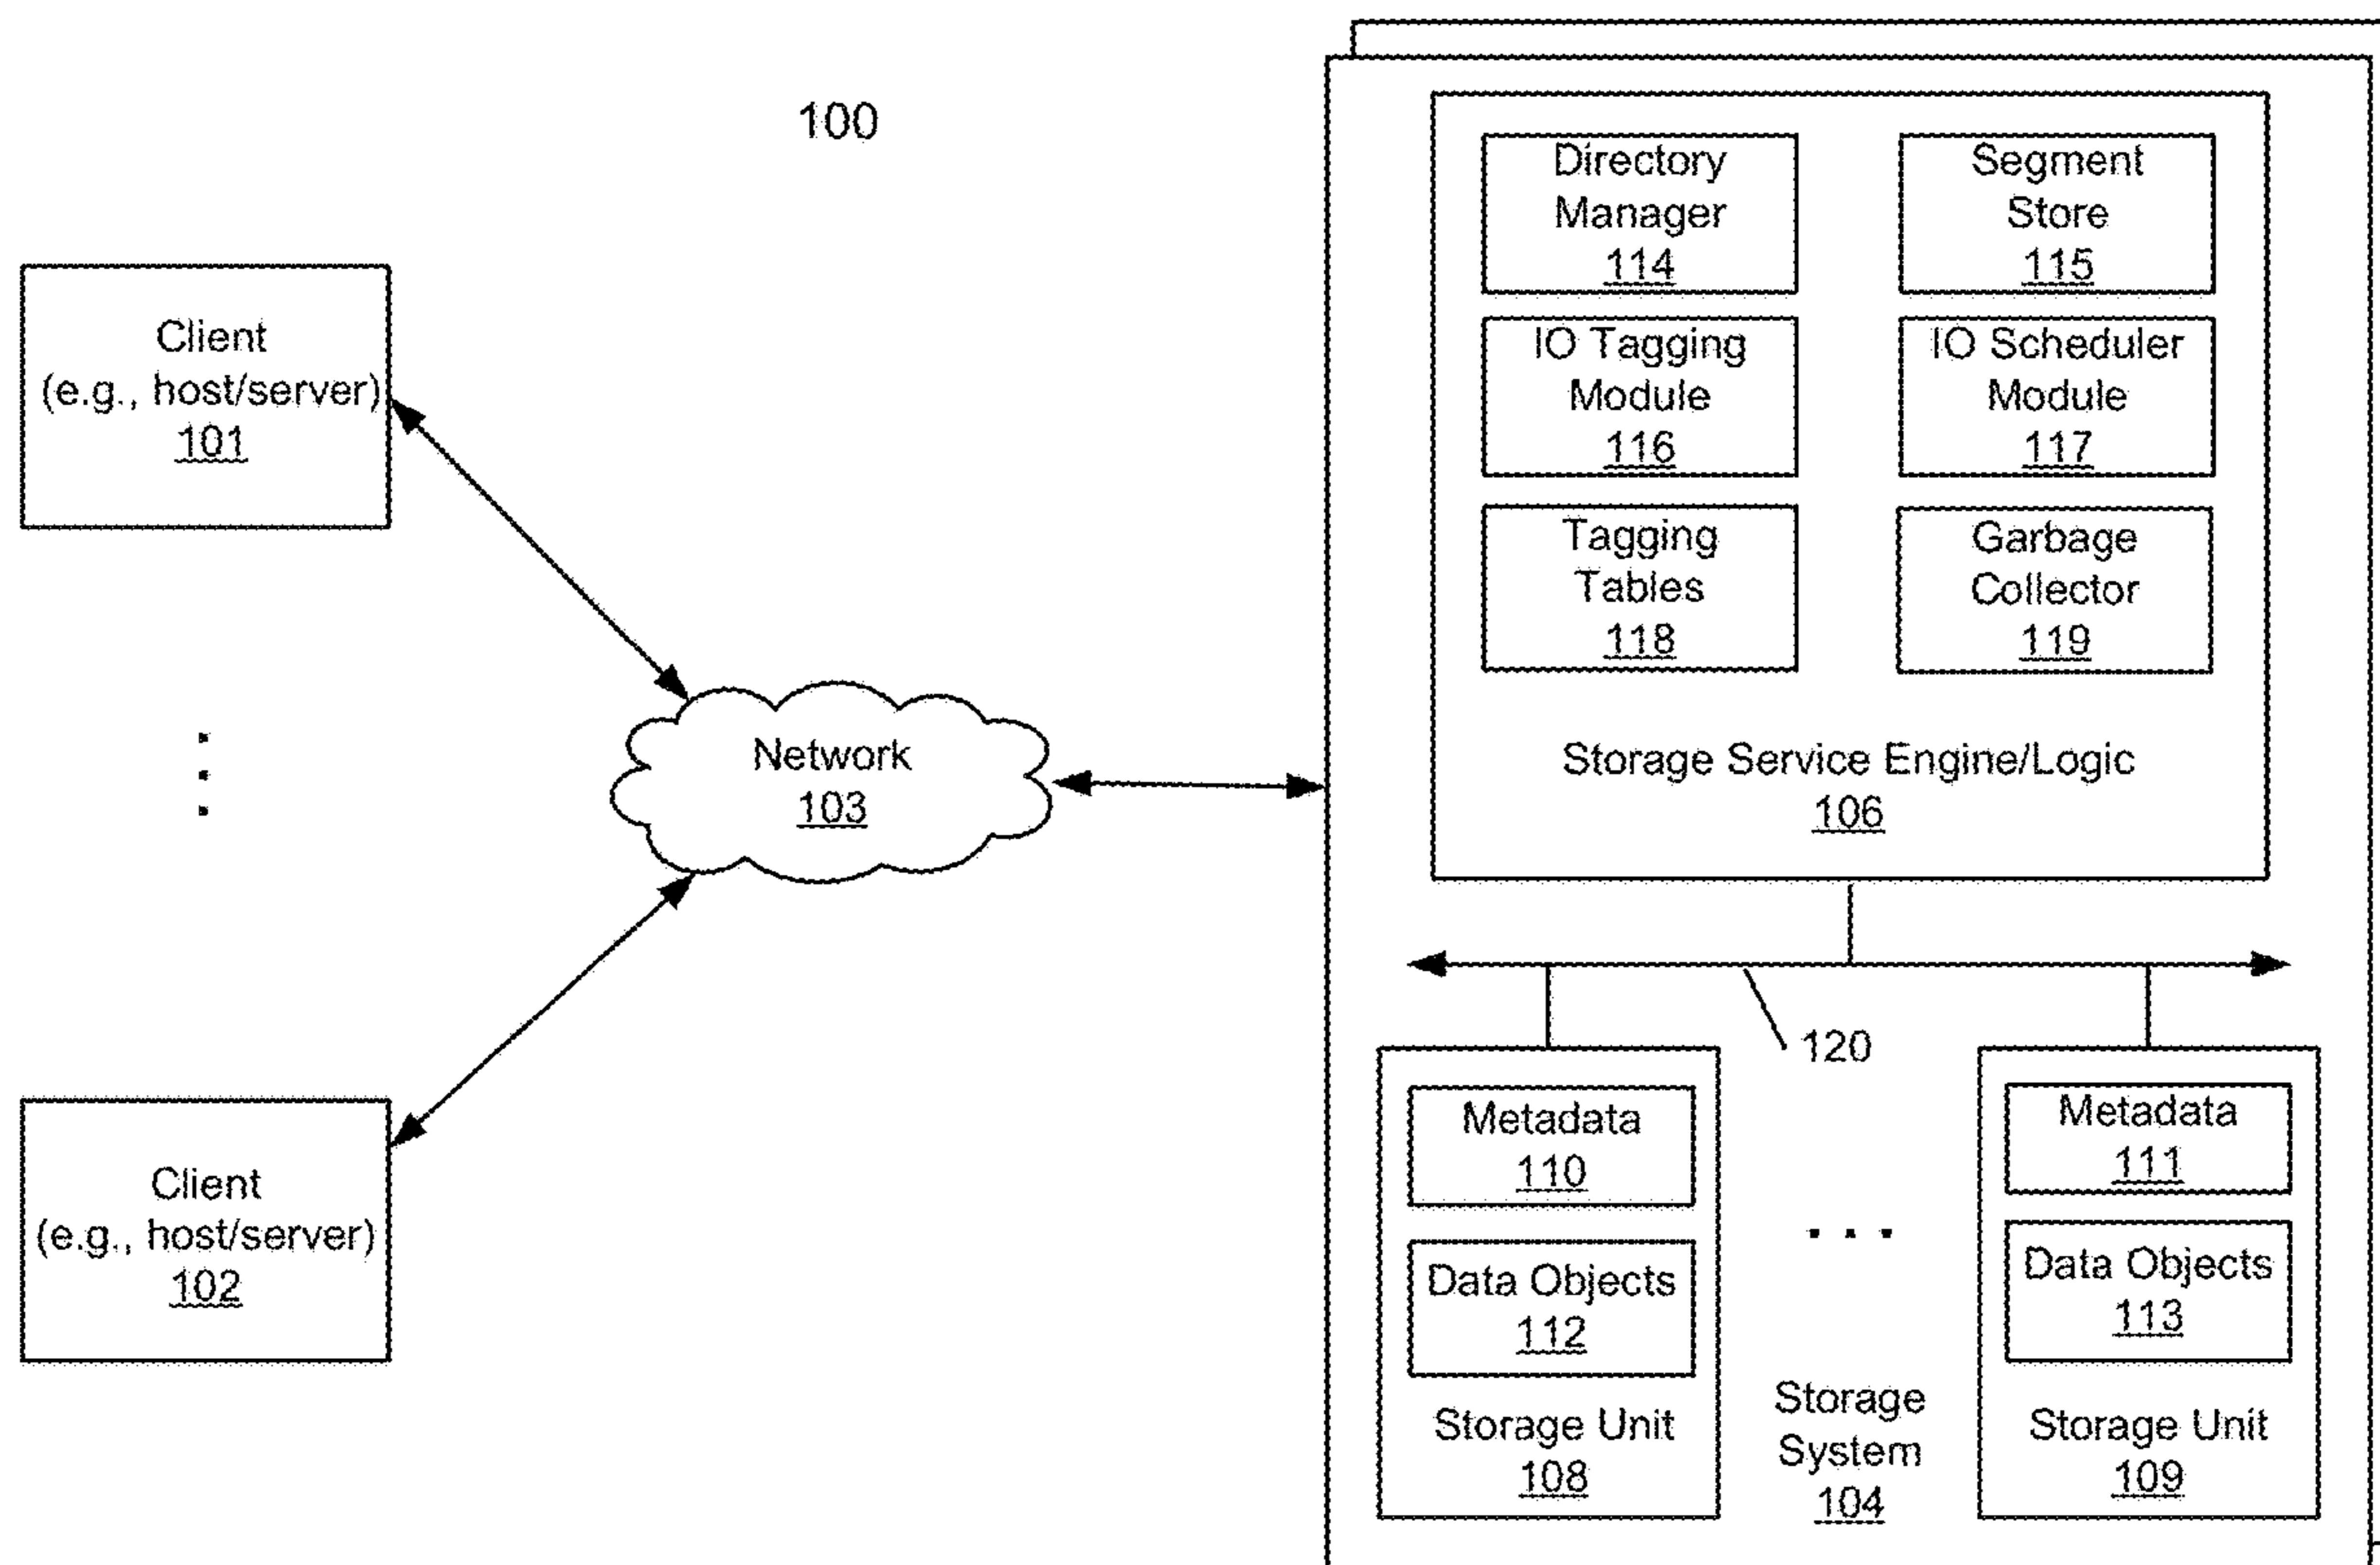 100
Client
(e.g., host/server)
101
.
.
.
Client
(e.g., host/server)
102
Network
103
Directory
Manager
114
Segment
Store
115
IO Tagging
Module
116
IO Scheduler
Module
117
Tagging
Tables
118
Garbage
Collector
119
Storage Service Engine/Logic
106
120
Metadata
110
Data Objects
112
Storage Unit
108
. . .
Storage
System
104
Metadata
111
Data Objects
113
Storage Unit
109